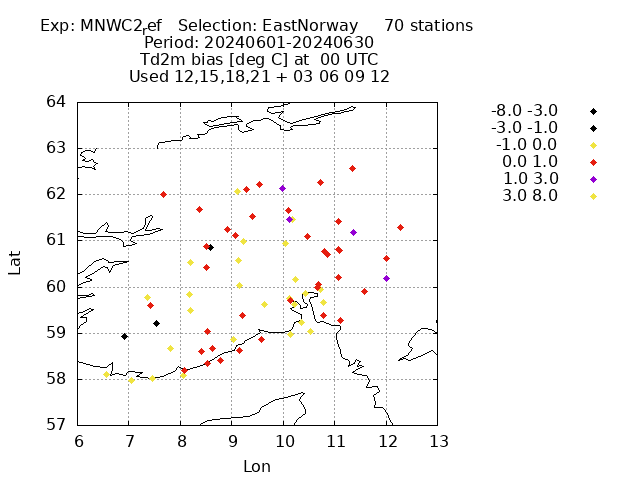 Exp: MNWC2ref   Selection: EastNorway     70 stations
Period: 20240601-20240630
Td2m bias [deg C] at  00 UTC
Used 12,15,18,21 + 03 06 09 12
-8.0 -3.0
-3.0 -1.0
-1.0 0.0
0.0 1.0
1.0 3.0
3.0 8.0
64
63
62
61
60
59
58
57
Lat
6 7 8 9 10 11 12 13
Lon